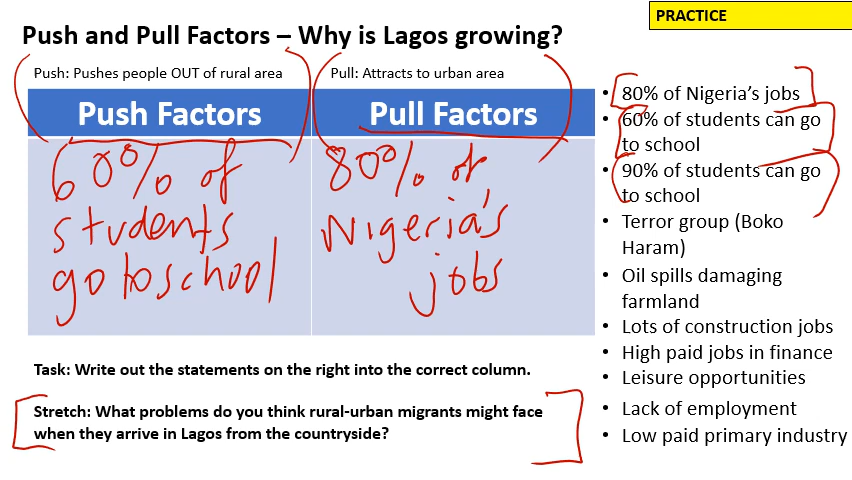 PRACTICE
Push and Pull Factors – Why is Lagos growing?
Push: Pushes people OUT of rural area
Pull: Attracts to urban area
Push Factors
Pull Factors
60% of
students
go to school
80% of
Nigeria's
jobs
• 80% of Nigeria's jobs
• 60% of students can go
to school
• 90% of students can go
to school
• Terror group (Boko
Haram)
• Oil spills damaging
farmland
• Lots of construction jobs
• High paid jobs in finance
• Leisure opportunities
• Lack of employment
• Low paid primary industry
Task: Write out the statements on the right into the correct column.
Stretch: What problems do you think rural-urban migrants might face
when they arrive in Lagos from the countryside?